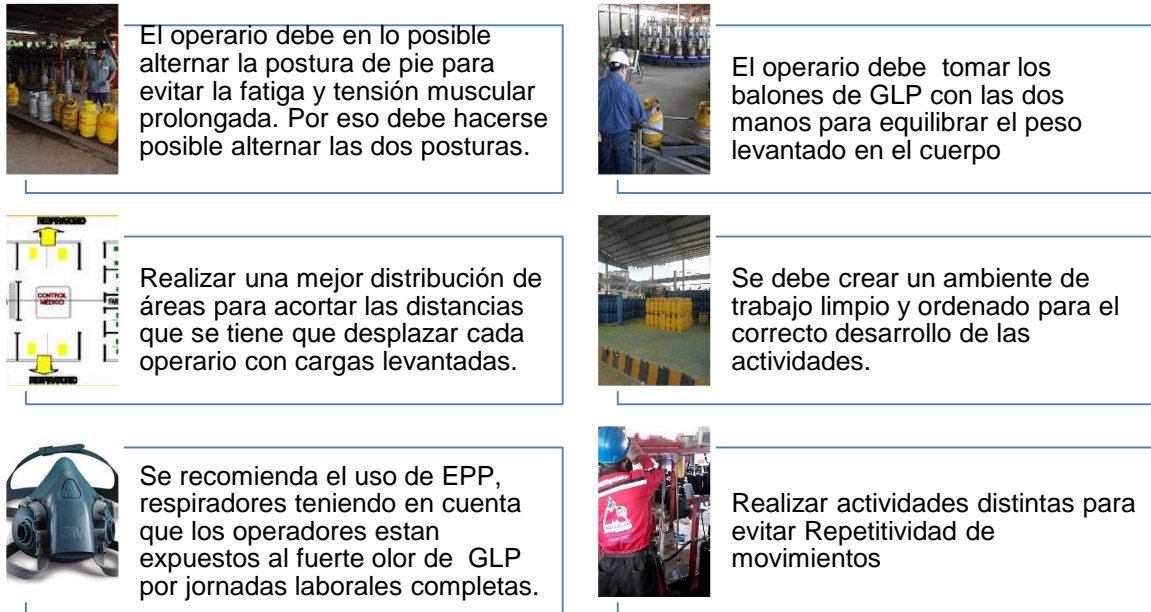 El operario debe en lo posible
alternar la postura de pie para
evitar la fatiga y tensión muscular
prolongada. Por eso debe hacerse
posible alternar las dos posturas.
El operario debe  tomar los
balones de GLP con las dos
manos para equilibrar el peso
levantado en el cuerpo
RESPIRATORIO
CONTROL
MÉDICO
RESPIRATORIO
Realizar una mejor distribución de
áreas para acortar las distancias
que se tiene que desplazar cada
operario con cargas levantadas.
Se debe crear un ambiente de
trabajo limpio y ordenado para el
correcto desarrollo de las
actividades.
3M
Se recomienda el uso de EPP,
respiradores teniendo en cuenta
que los operadores estan
expuestos al fuerte olor de  GLP
por jornadas laborales completas.
Realizar actividades distintas para
evitar Repetitividad de
movimientos